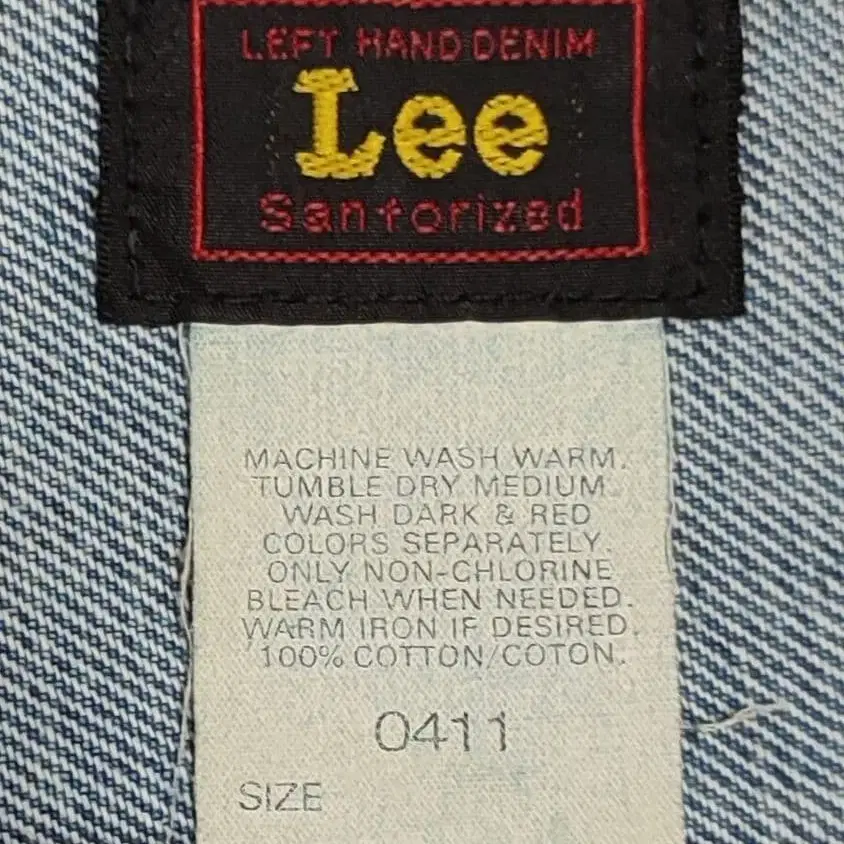 LEFT HAND DENIM
Lee
Sanforized
MACHINE WASH WARM.
TUMBLE DRY MEDIUM.
WASH DARK & RED
COLORS SEPARATELY.
ONLY NON-CHLORINE
BLEACH WHEN NEEDED.
WARM IRON IF DESIRED.
100% COTTON/COTON.
0411
SIZE